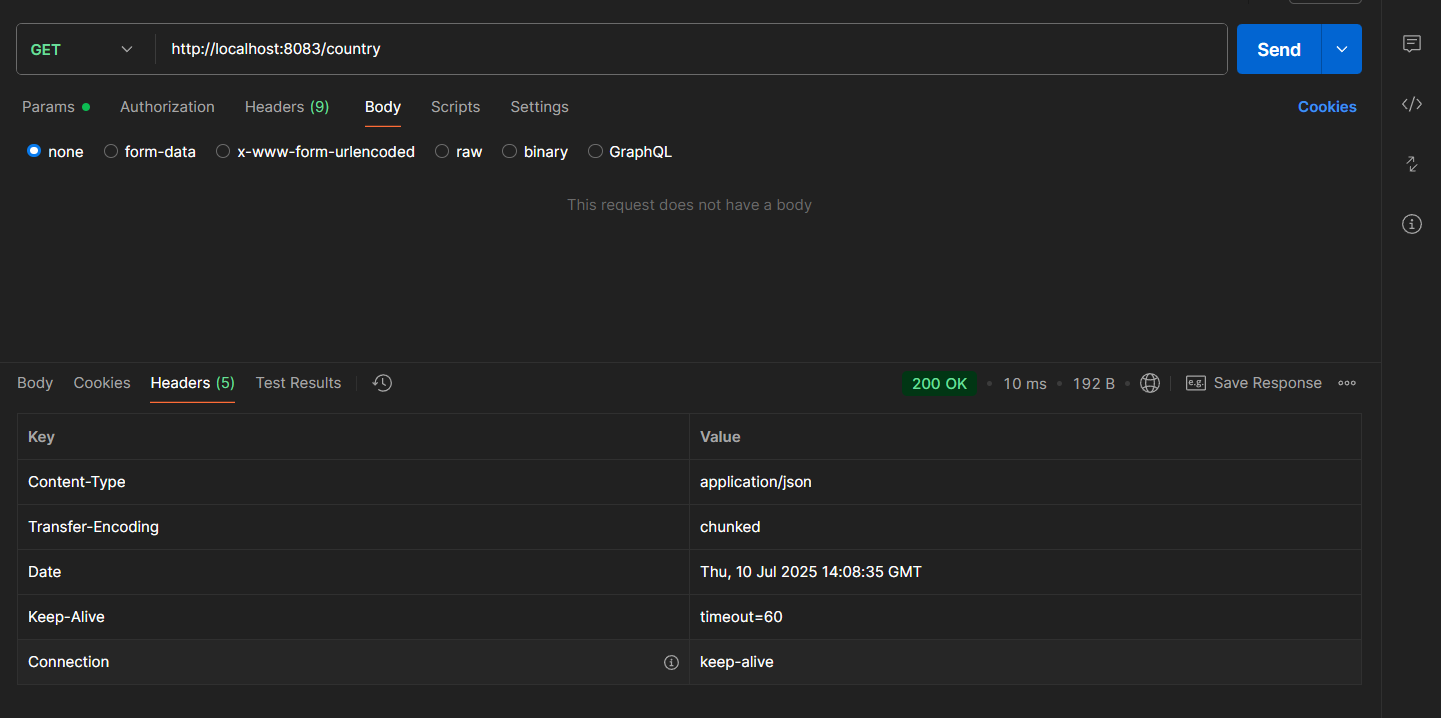 GET http://localhost:8083/country Send
Params Authorization Headers (9) Body Scripts Settings Cookies
none form-data x-www-form-urlencoded raw binary GraphQL
This request does not have a body
Body Cookies Headers (5) Test Results 200 OK • 10 ms • 192 B • e.g. Save Response
Key Value
Content-Type application/json
Transfer-Encoding chunked
Date Thu, 10 Jul 2025 14:08:35 GMT
Keep-Alive timeout=60
Connection keep-alive